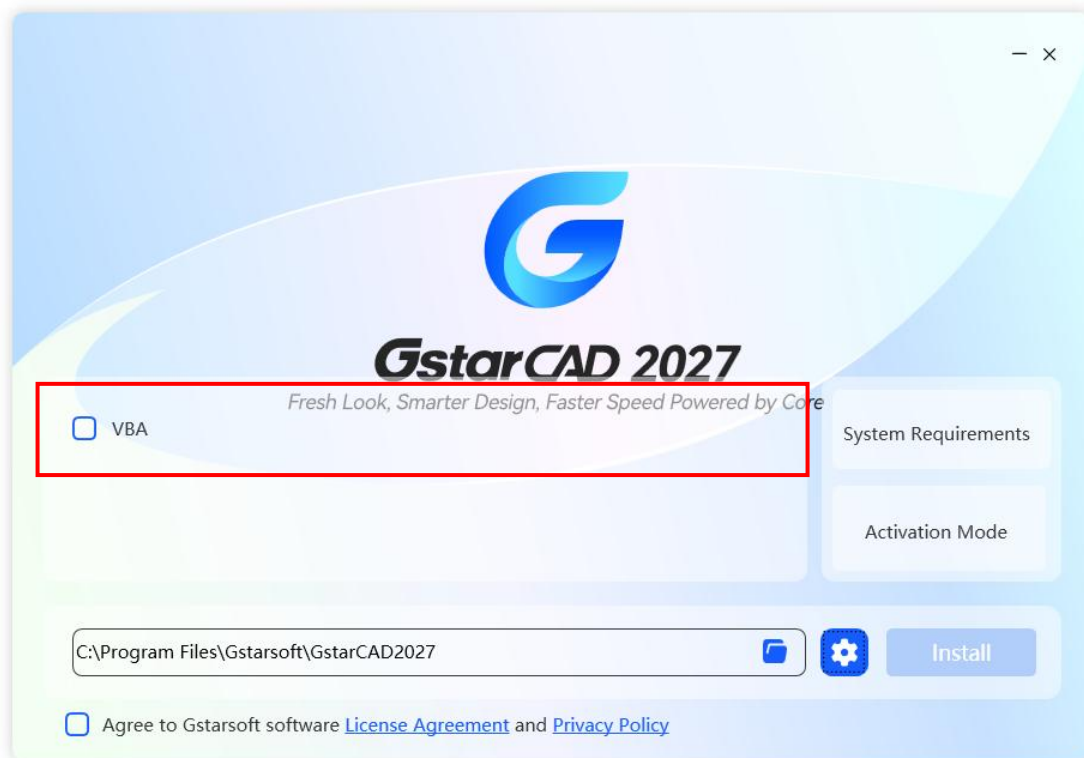 GstarCAD 2027
Fresh Look, Smarter Design, Faster Speed Powered by Core
VBA
System Requirements
Activation Mode
C:\Program Files\Gstarsoft\GstarCAD2027
Install
Agree to Gstarsoft software License Agreement and Privacy Policy